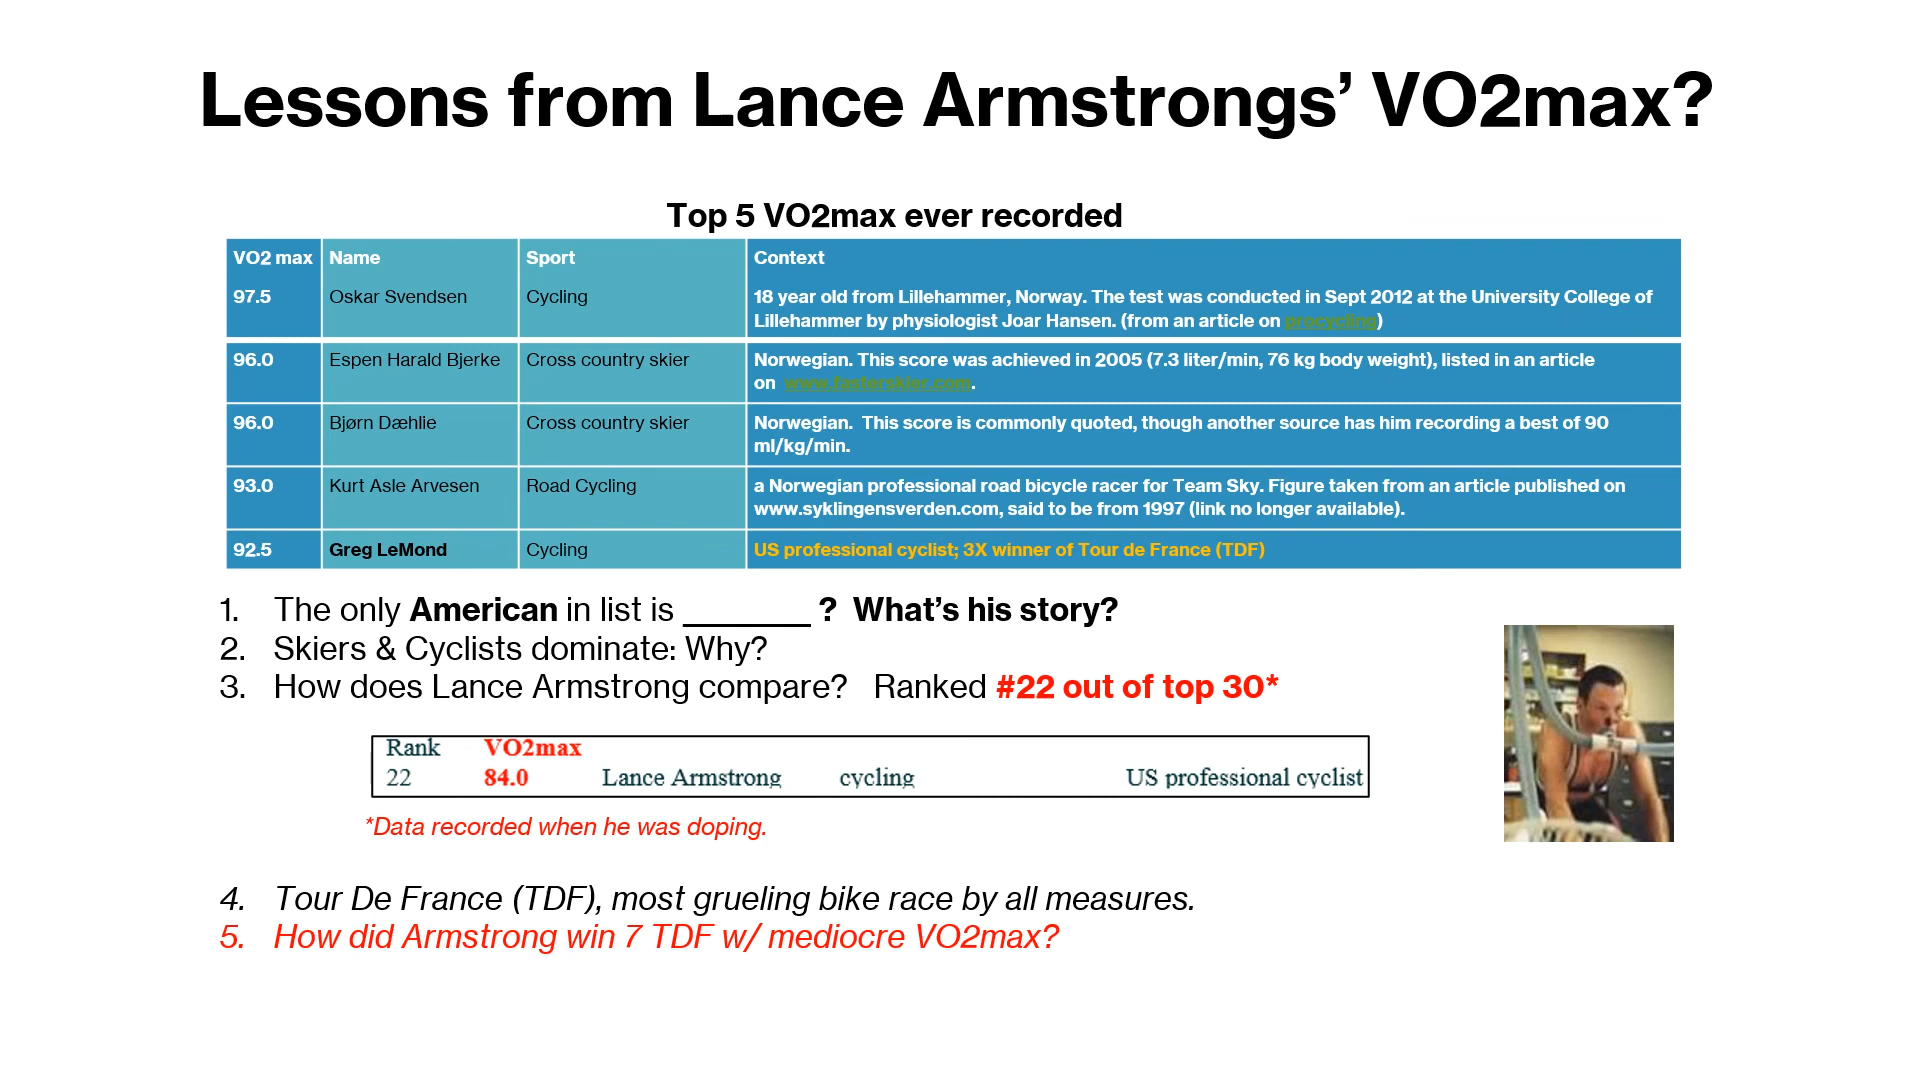 Lessons from Lance Armstrongs’ VO2max?
Top 5 VO2max ever recorded
VO2 max Name Sport Context
97.5 Oskar Svendsen Cycling 18 year old from Lillehammer, Norway. The test was conducted in Sept 2012 at the University College of
Lillehammer by physiologist Joar Hansen. (from an article on procycling)
96.0 Espen Harald Bjerke Cross country skier Norwegian. This score was achieved in 2005 (7.3 liter/min, 76 kg body weight), listed in an article
on www.fasterskier.com.
96.0 Bjørn Dæhlie Cross country skier Norwegian. This score is commonly quoted, though another source has him recording a best of 90
ml/kg/min.
93.0 Kurt Asle Arvesen Road Cycling a Norwegian professional road bicycle racer for Team Sky. Figure taken from an article published on
www.syklingensverden.com, said to be from 1997 (link no longer available).
92.5 Greg LeMond Cycling US professional cyclist; 3X winner of Tour de France (TDF)
1. The only American in list is _______ ? What’s his story?
2. Skiers & Cyclists dominate: Why?
3. How does Lance Armstrong compare? Ranked #22 out of top 30*
Rank VO2max
22 84.0 Lance Armstrong cycling US professional cyclist
*Data recorded when he was doping.
4. Tour De France (TDF), most grueling bike race by all measures.
5. How did Armstrong win 7 TDF w/ mediocre VO2max?